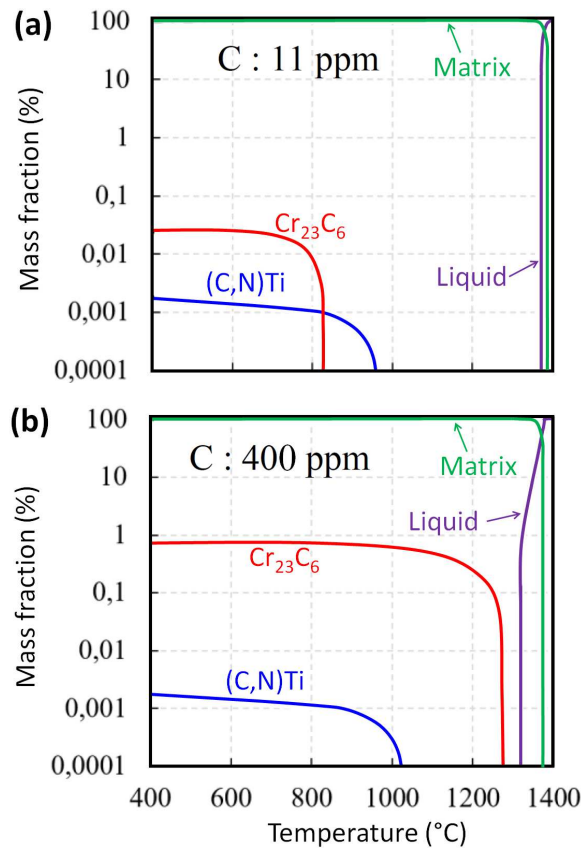 (a)
C : 11 ppm
Matrix
Liquid
Cr₂₃C₆
(C,N)Ti
Mass fraction (%)
100
10
1
0,1
0,01
0,001
0,0001
(b)
C : 400 ppm
Matrix
Liquid
Cr₂₃C₆
(C,N)Ti
Mass fraction (%)
100
10
1
0,1
0,01
0,001
0,0001
400 600 800 1000 1200 1400
Temperature (°C)